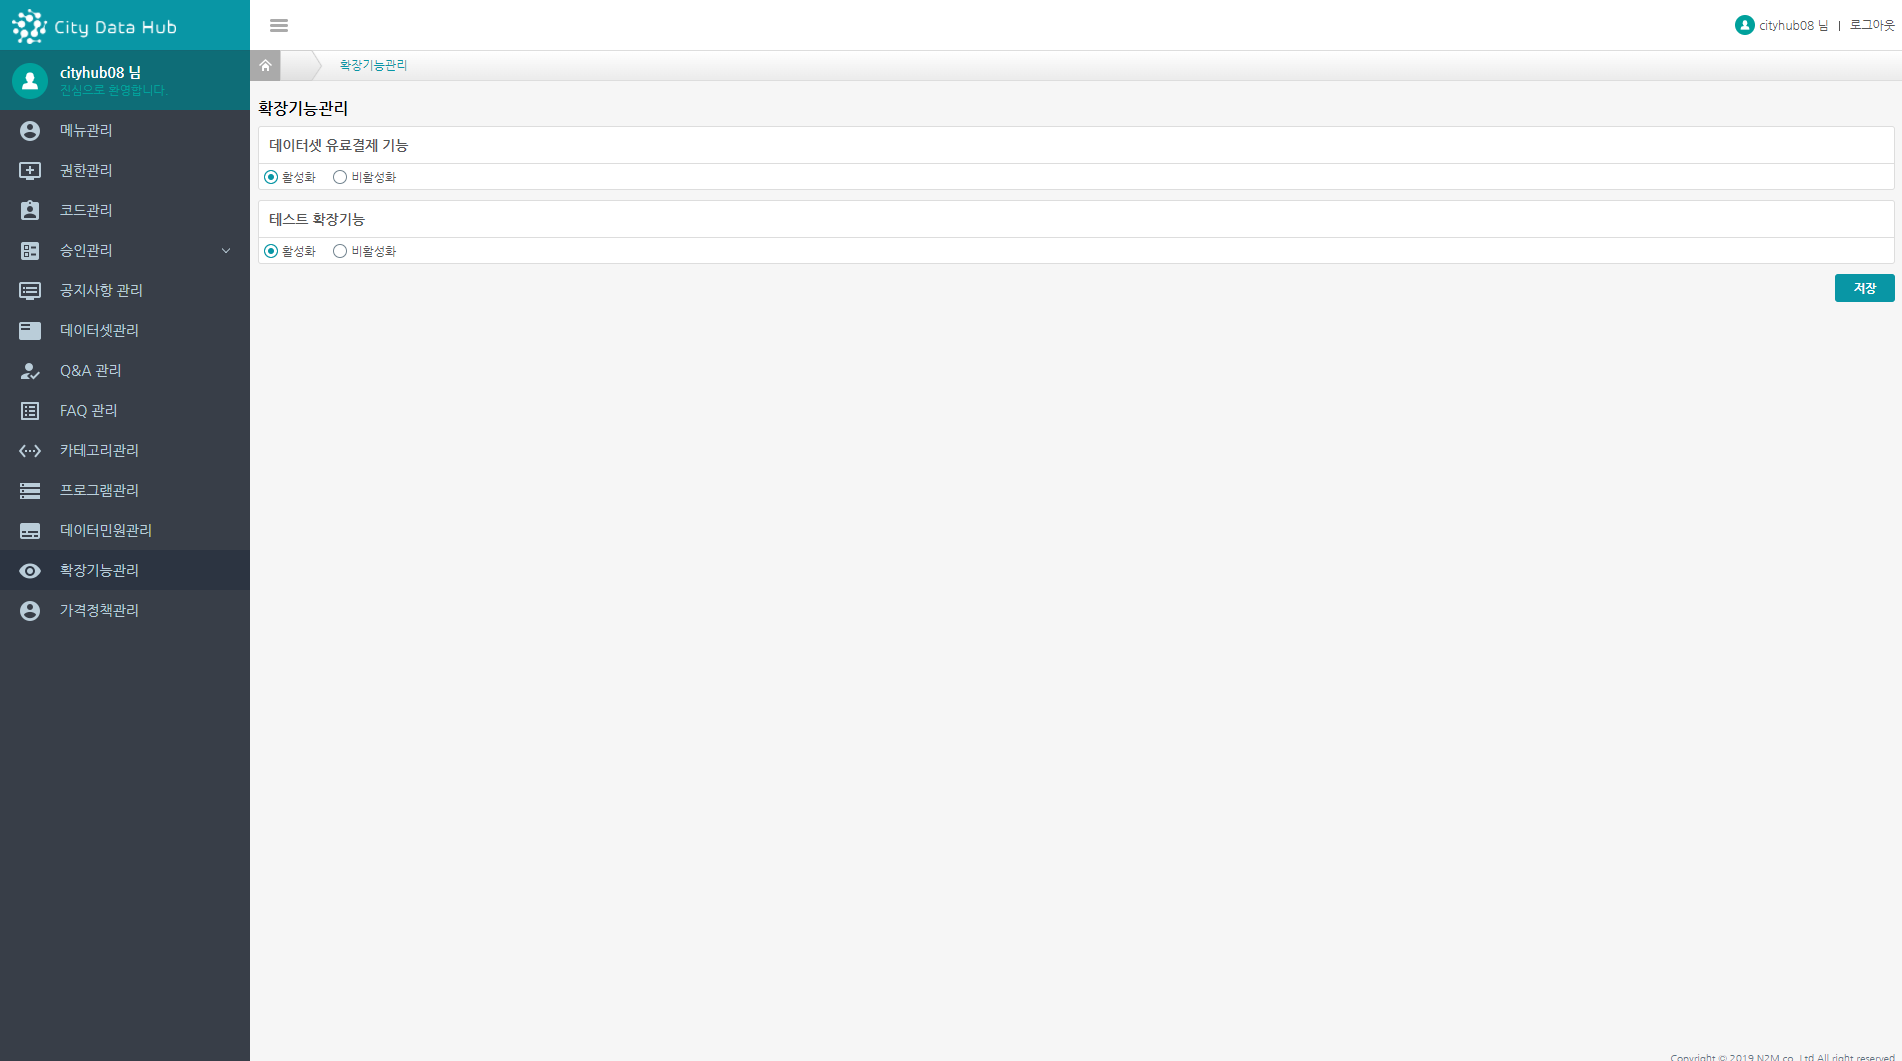 City Data Hub
cityhub08 님 | 로그아웃
cityhub08 님
진심으로 환영합니다.
확장기능관리
메뉴관리
권한관리
코드관리
승인관리
공지사항 관리
데이터셋관리
Q&A 관리
FAQ 관리
카테고리관리
프로그램관리
데이터민원관리
확장기능관리
가격정책관리
확장기능관리
데이터셋 유료결제 기능
활성화 비활성화
테스트 확장기능
활성화 비활성화
저장
Copyright © 2019 N2M co., Ltd All right reserved